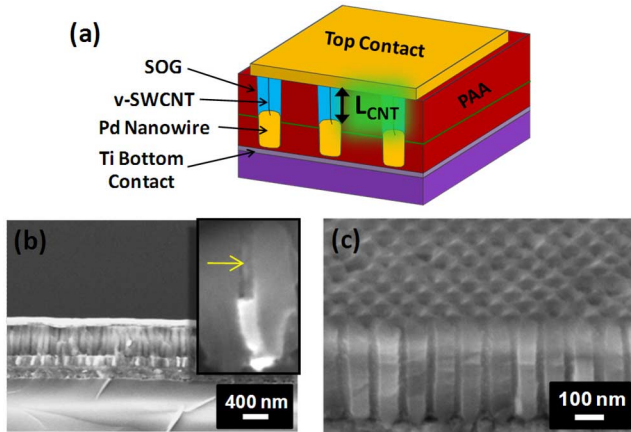 (a)
Top Contact
SOG
v-SWCNT
Pd Nanowire
Ti Bottom
Contact
L_CNT
PAA
(b)
400 nm
(c)
100 nm